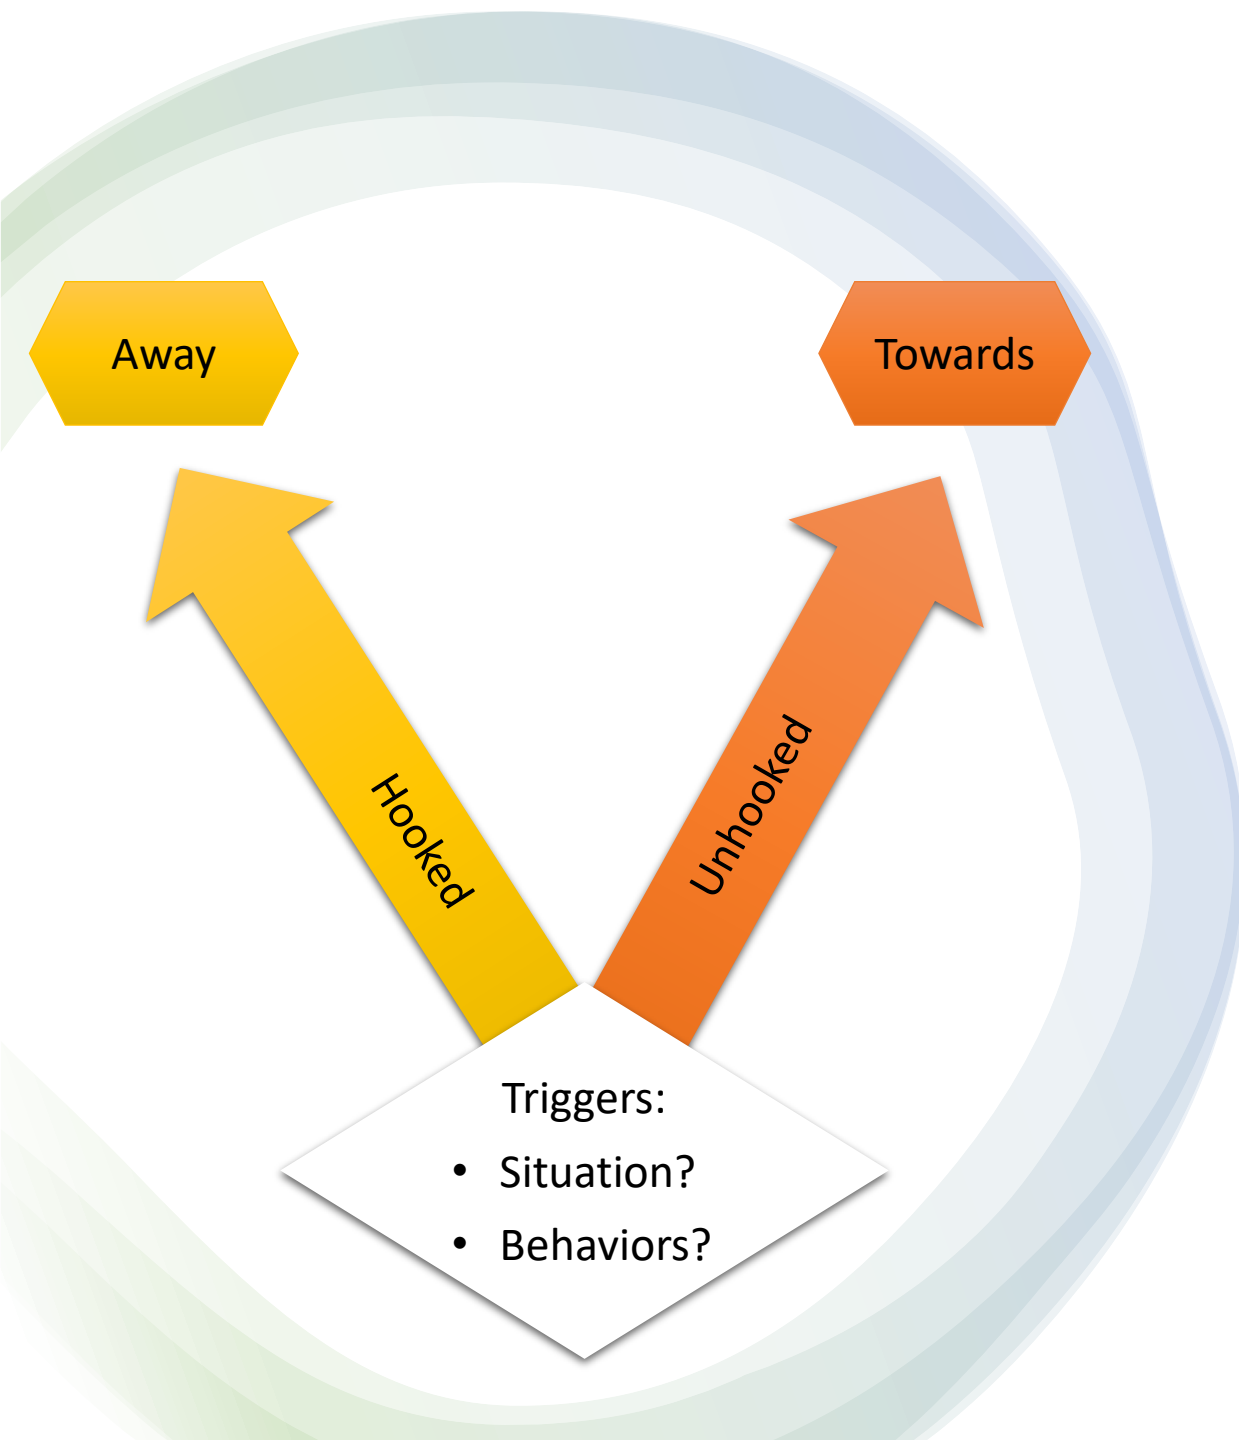 Away
Towards
Hooked
Unhooked
Triggers:
• Situation?
• Behaviors?